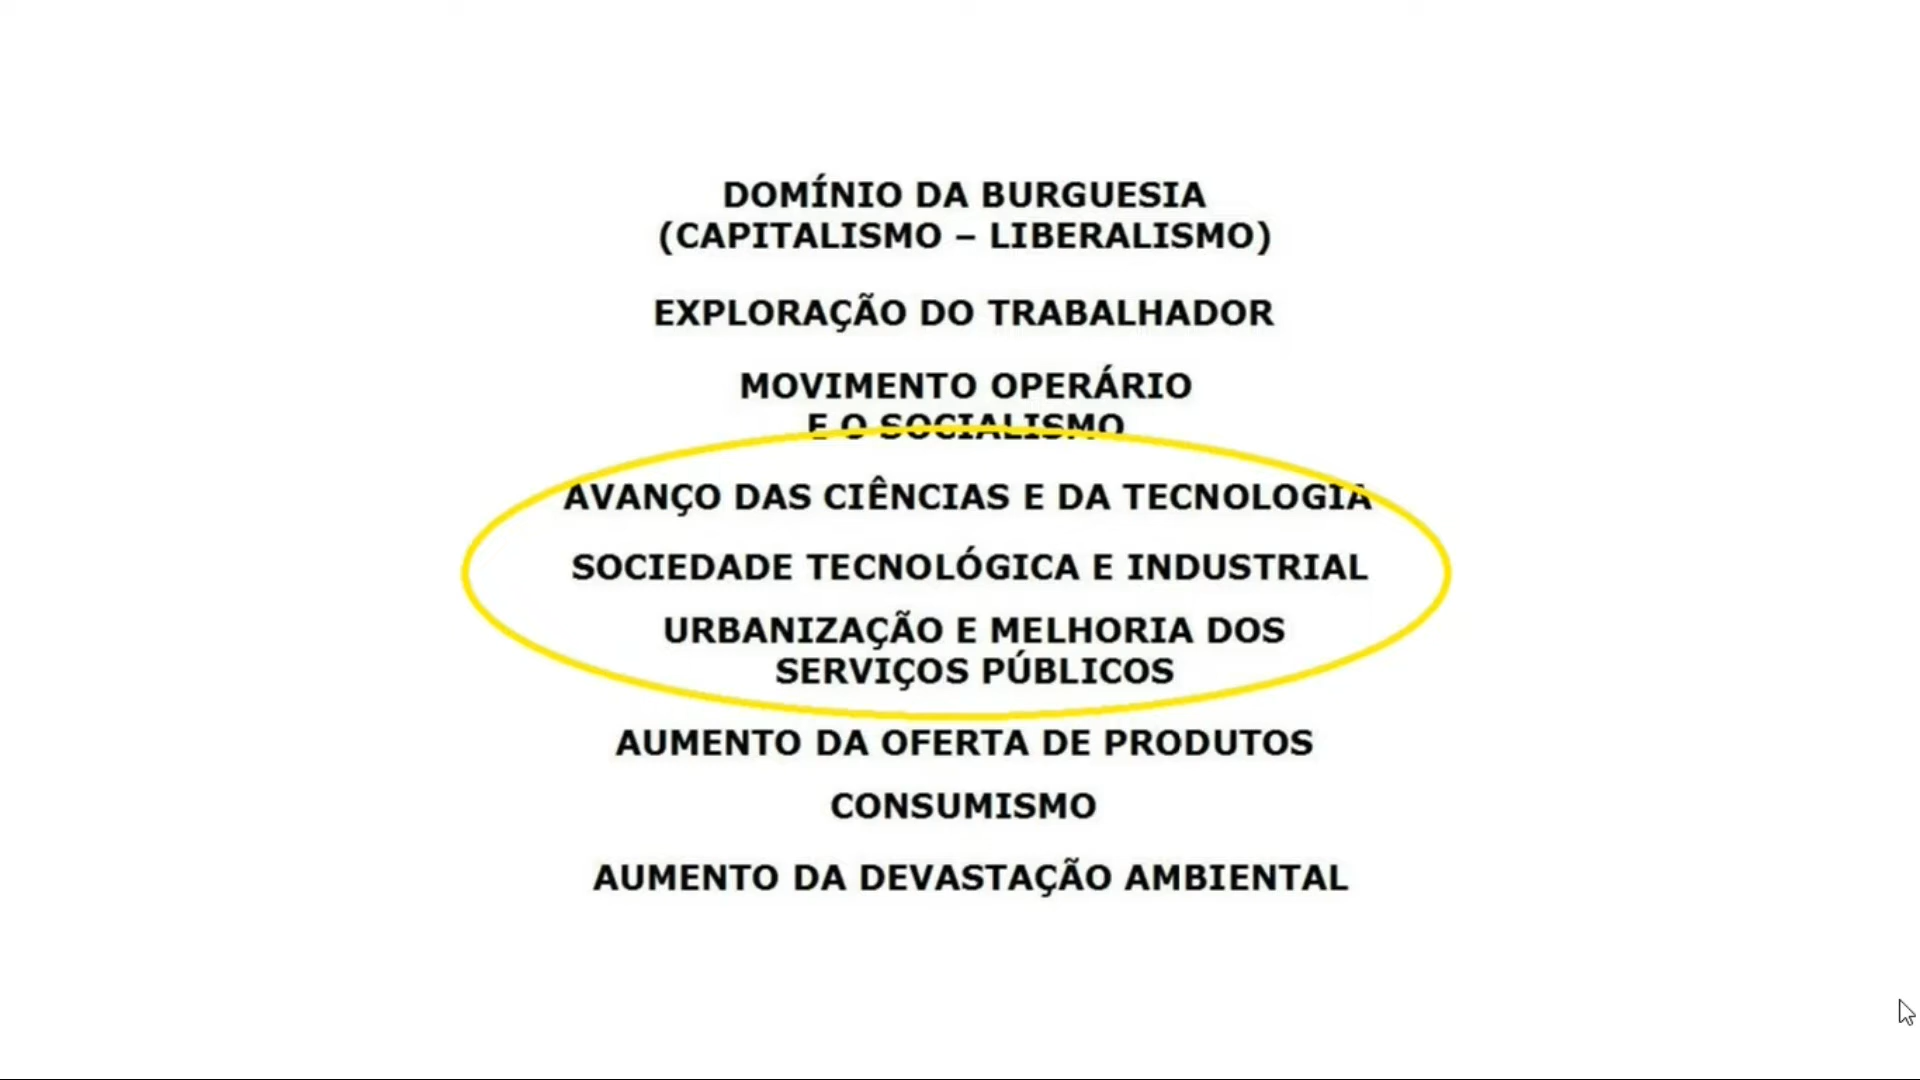 DOMÍNIO DA BURGUESIA
(CAPITALISMO – LIBERALISMO)
EXPLORAÇÃO DO TRABALHADOR
MOVIMENTO OPERÁRIO
E O SOCIALISMO
AVANÇO DAS CIÊNCIAS E DA TECNOLOGIA
SOCIEDADE TECNOLÓGICA E INDUSTRIAL
URBANIZAÇÃO E MELHORIA DOS
SERVIÇOS PÚBLICOS
AUMENTO DA OFERTA DE PRODUTOS
CONSUMISMO
AUMENTO DA DEVASTAÇÃO AMBIENTAL